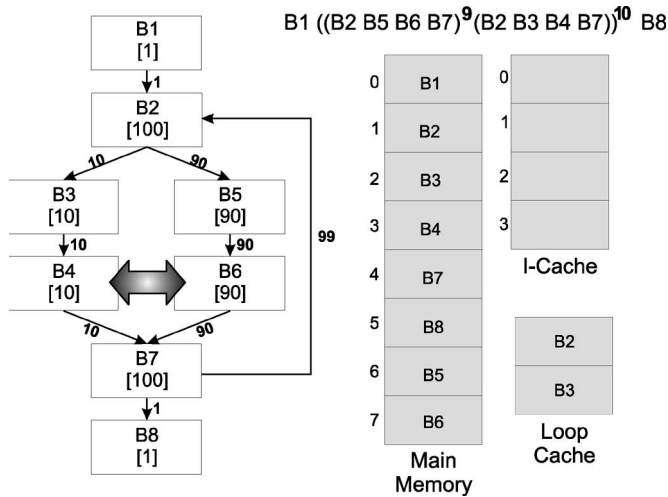 B1 ((B2 B5 B6 B7)⁹(B2 B3 B4 B7))¹⁰ B8
B1
[1]
1
B2
[100]
10
90
B3
[10]
B5
[90]
99
10
90
B4
[10]
B6
[90]
10
90
B7
[100]
1
B8
[1]
0
B1
1
B2
2
B3
3
B4
4
B7
5
B8
6
B5
7
B6
Main
Memory
0
1
2
3
I-Cache
B2
B3
Loop
Cache